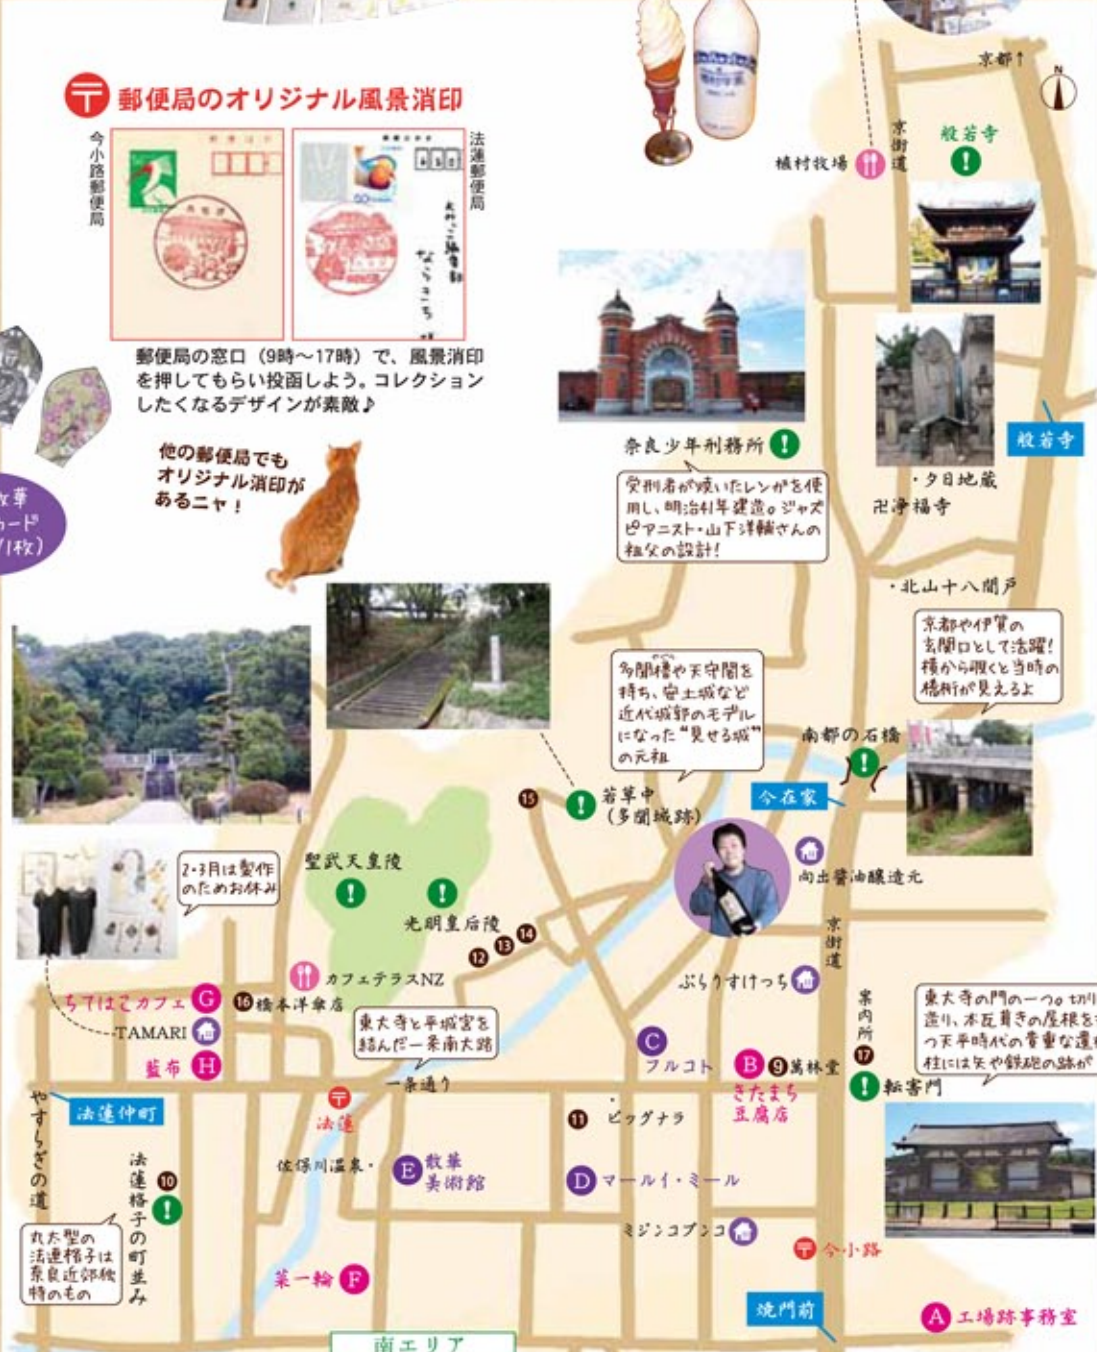 郵便局のオリジナル風景消印
今小路郵便局
法蓮郵便局
郵便局の窓口（9時〜17時）で、風景消印
を押してもらい投函しよう。コレクション
したくなるデザインが素敵♪
他の郵便局でも
オリジナル消印が
あるニャ！
カード
/1枚)
京都↑
N
京街道
般若寺
植村牧場
般若寺
奈良少年刑務所
受刑者が焼いたレンガを使
用し、明治41年建造。ジャズ
ピアニスト・山下洋輔さんの
祖父の設計！
・夕日地蔵
卍浄福寺
・北山十八間戸
京都や伊賀の
玄関口として活躍！
横から覗くと当時の
橋桁が見えるよ
南都の石橋
今在家
多聞櫓や天守閣を
持ち、安土城など
近代城郭のモデル
になった“見せる城”
の元祖
15
若草中
(多聞城跡)
向出醤油醸造元
京街道
聖武天皇陵
光明皇后陵
12
13
14
2・3月は製作
のためお休み
カフェテラスNZ
ちてはこカフェ G
16 橋本洋傘店
TAMARI
藍布 H
東大寺と平城宮を
結んだ一条南大路
一条通り
ぷらりすけっち
案内所
17
東大寺の門の一つ。切り
造り、本瓦葺きの屋根を
つ天平時代の貴重な遺
柱には矢や鉄砲の跡が
転害門
C
フルコト
B
きたまち
豆腐店
9 萬林堂
法蓮
やすらぎの道
法蓮仲町
法蓮格子の町並み
10
丸太型の
法連格子は
奈良近郊独
特のもの
佐保川温泉・
E 散華
美術館
11
・ビッグナラ
D マールイ・ミール
ミジンコブンコ
今小路
菜一輪 F
焼門前
A 工場跡事務室
南エリア